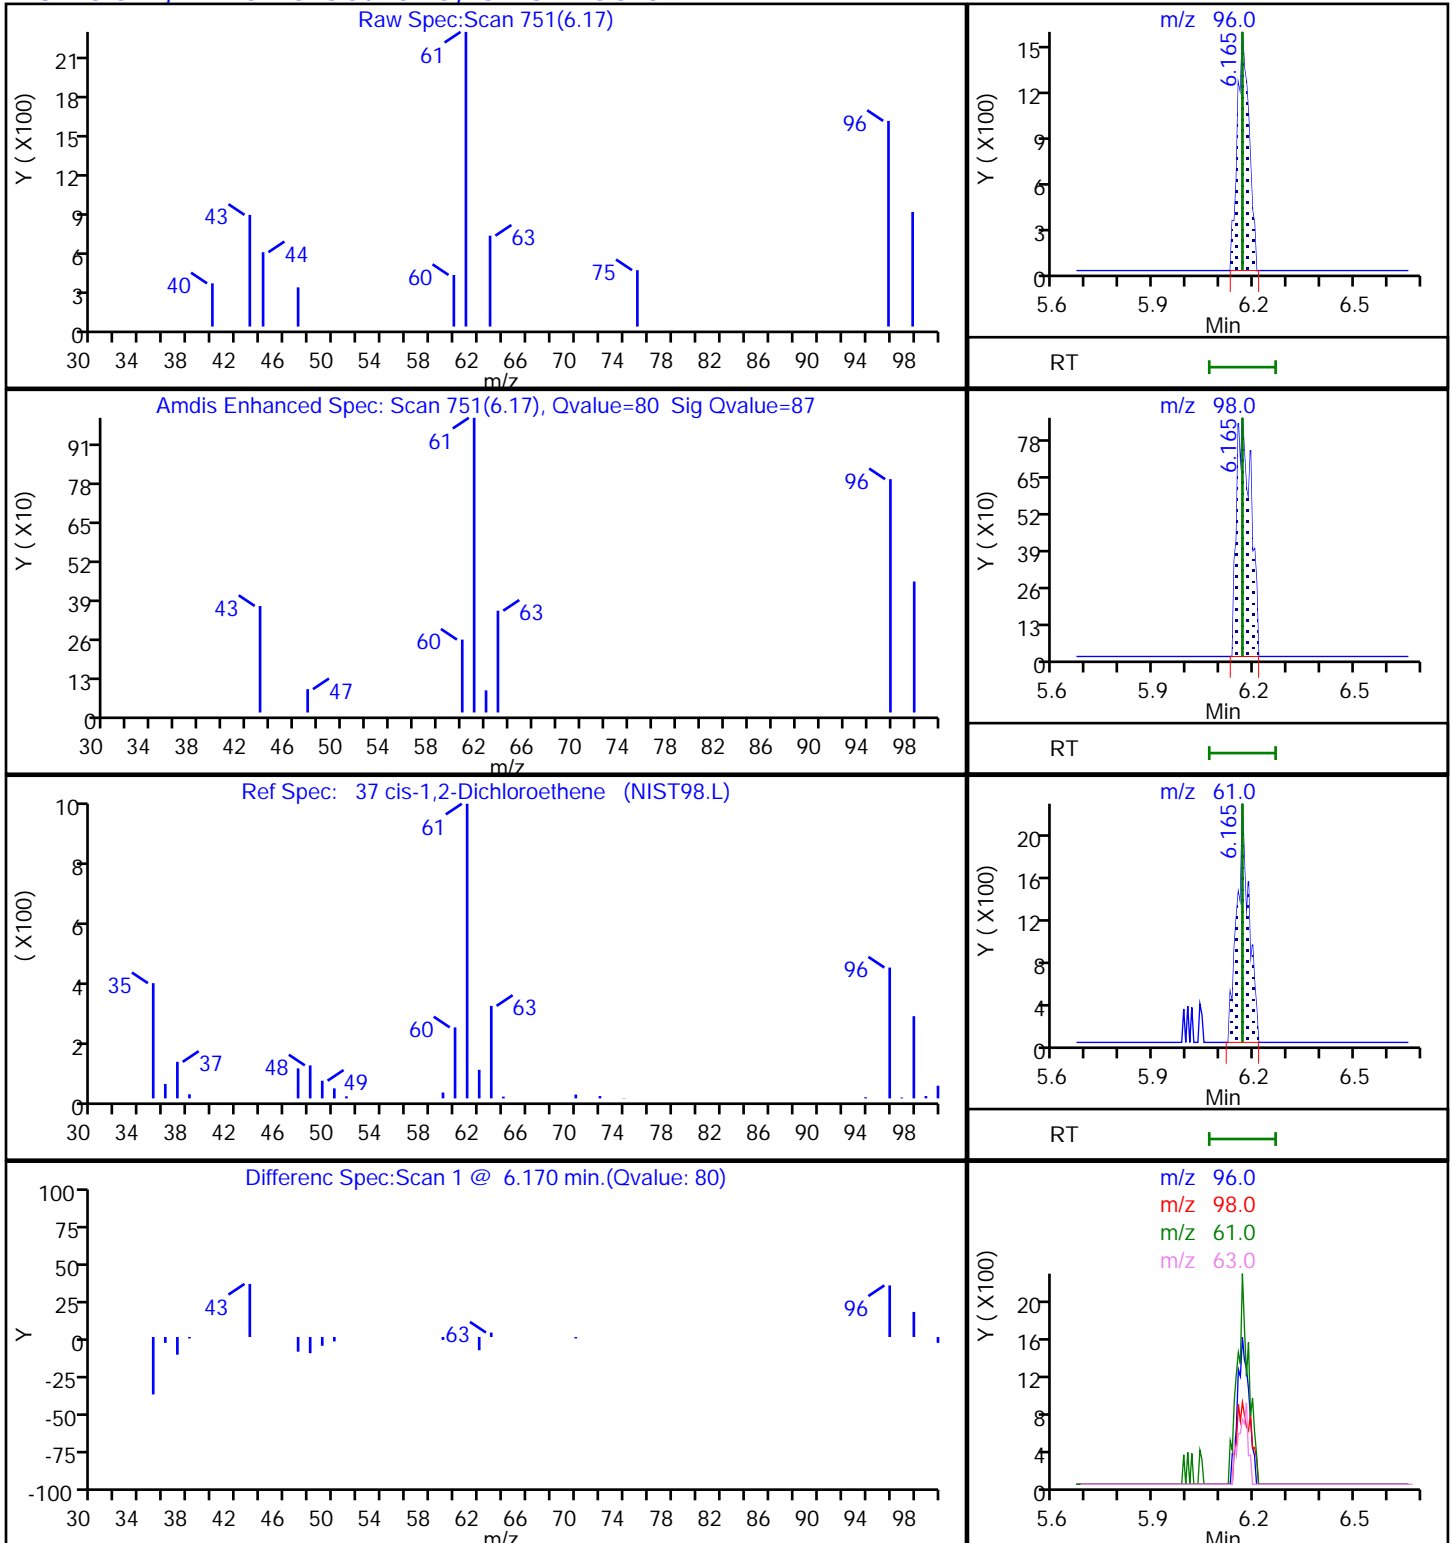 Raw Spec:Scan 751(6.17)
Y ( X100)
21
18
15
12
9
6
3
0
40
43
44
60
61
63
75
96
30 34 38 42 46 50 54 58 62 66 70 74 78 82 86 90 94 98
m/z
m/z 96.0
Y ( X100)
15
12
9
6
3
0
6.165
5.6 5.9 6.2 6.5
Min
RT
Amdis Enhanced Spec: Scan 751(6.17), Qvalue=80 Sig Qvalue=87
Y ( X10)
91
78
65
52
39
26
13
0
43
47
60
61
63
96
30 34 38 42 46 50 54 58 62 66 70 74 78 82 86 90 94 98
m/z
m/z 98.0
Y ( X10)
78
65
52
39
26
13
0
6.165
5.6 5.9 6.2 6.5
Min
RT
Ref Spec: 37 cis-1,2-Dichloroethene (NIST98.L)
( X100)
10
8
6
4
2
0
35
37
48
49
60
61
63
96
30 34 38 42 46 50 54 58 62 66 70 74 78 82 86 90 94 98
m/z 61.0
Y ( X100)
20
16
12
8
4
0
6.165
5.6 5.9 6.2 6.5
Min
RT
Differenc Spec:Scan 1 @ 6.170 min.(Qvalue: 80)
Y
100
75
50
25
0
-25
-50
-75
-100
43
63
96
30 34 38 42 46 50 54 58 62 66 70 74 78 82 86 90 94 98
m/z
m/z 96.0
m/z 98.0
m/z 61.0
m/z 63.0
Y ( X100)
20
16
12
8
4
0
5.6 5.9 6.2 6.5
Min